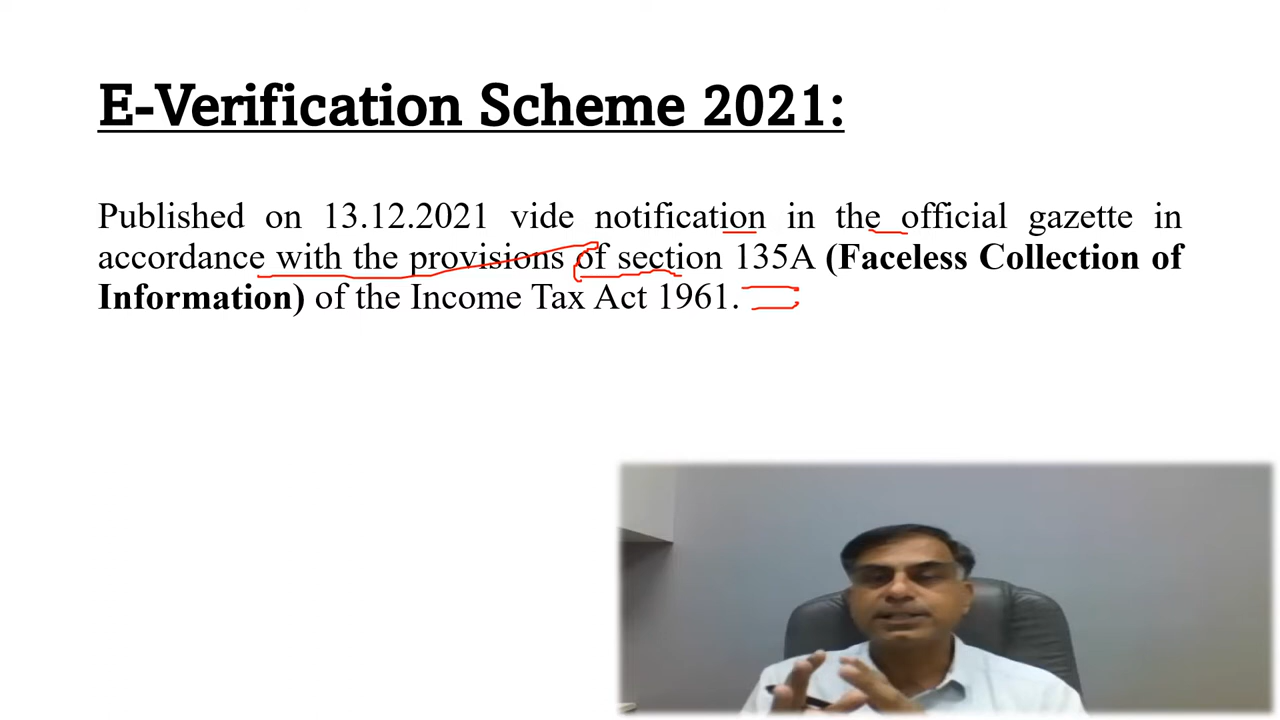 E-Verification Scheme 2021:
Published on 13.12.2021 vide notification in the official gazette in
accordance with the provisions of section 135A (Faceless Collection of
Information) of the Income Tax Act 1961.